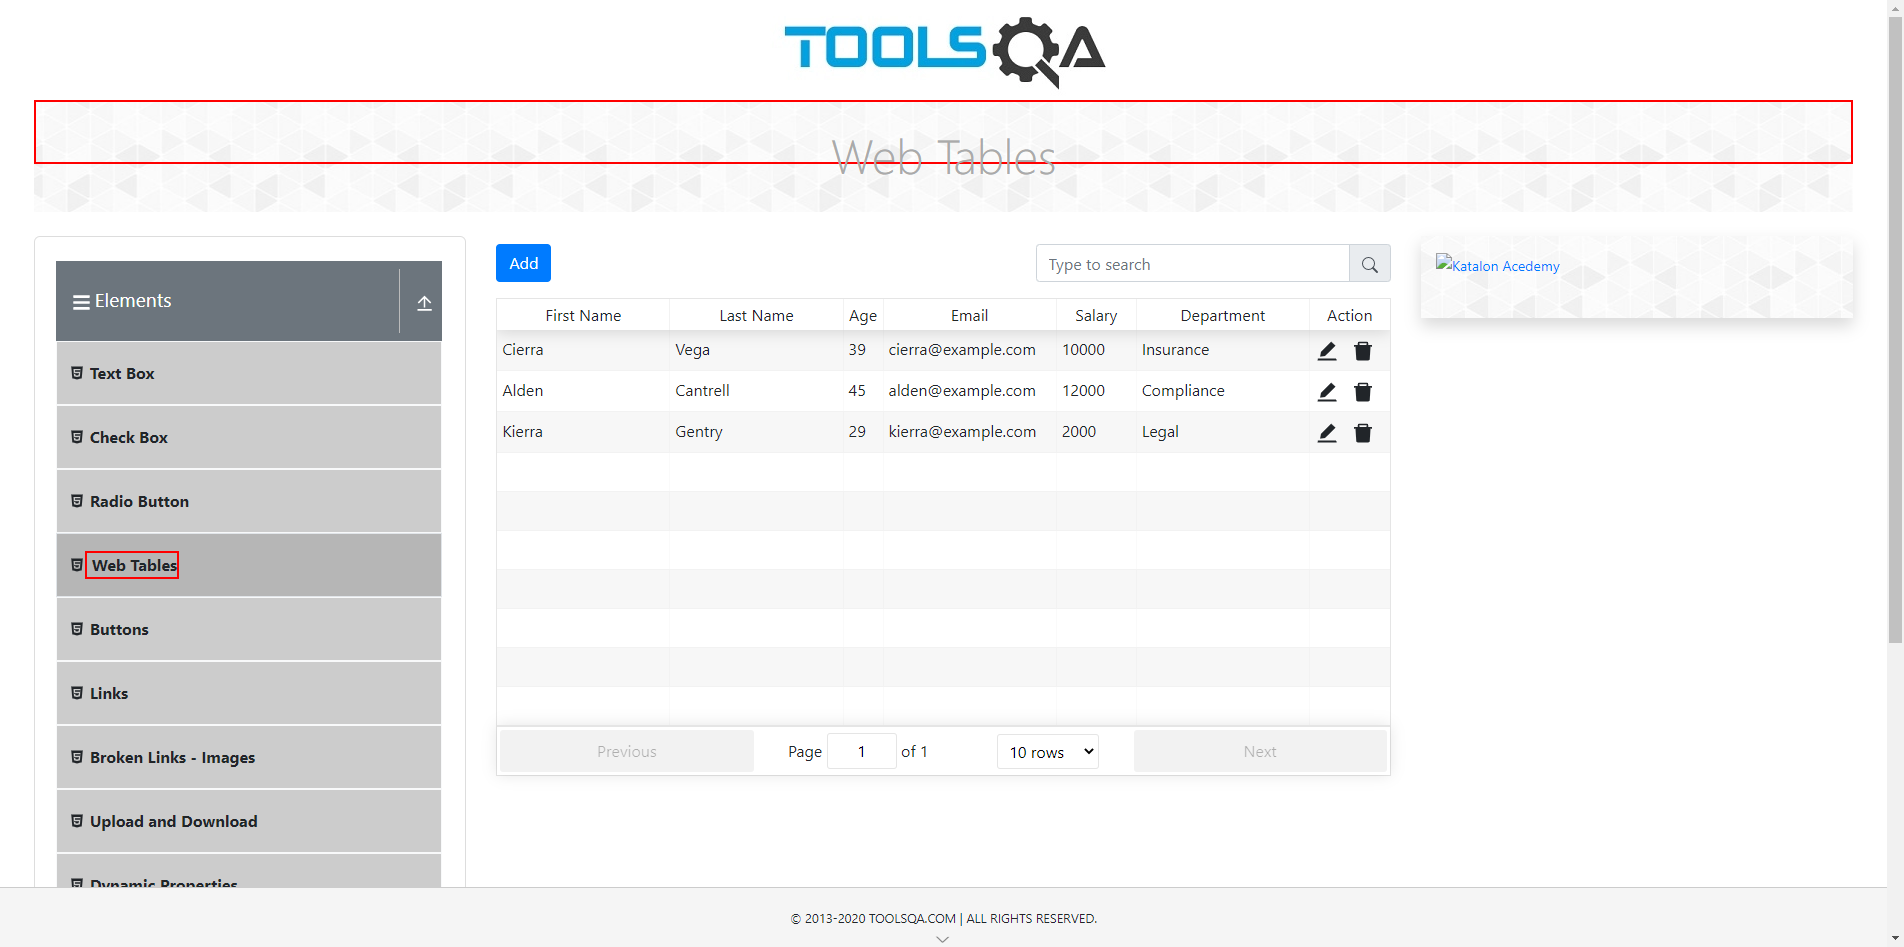 TOOLSQA
Web Tables
Elements
Text Box
Check Box
Radio Button
Web Tables
Buttons
Links
Broken Links - Images
Upload and Download
Dynamic Properties
Add
Type to search
First Name Last Name Age Email Salary Department Action
Cierra Vega 39 cierra@example.com 10000 Insurance
Alden Cantrell 45 alden@example.com 12000 Compliance
Kierra Gentry 29 kierra@example.com 2000 Legal
Previous Page 1 of 1 10 rows Next
Katalon Acedemy
© 2013-2020 TOOLSQA.COM | ALL RIGHTS RESERVED.